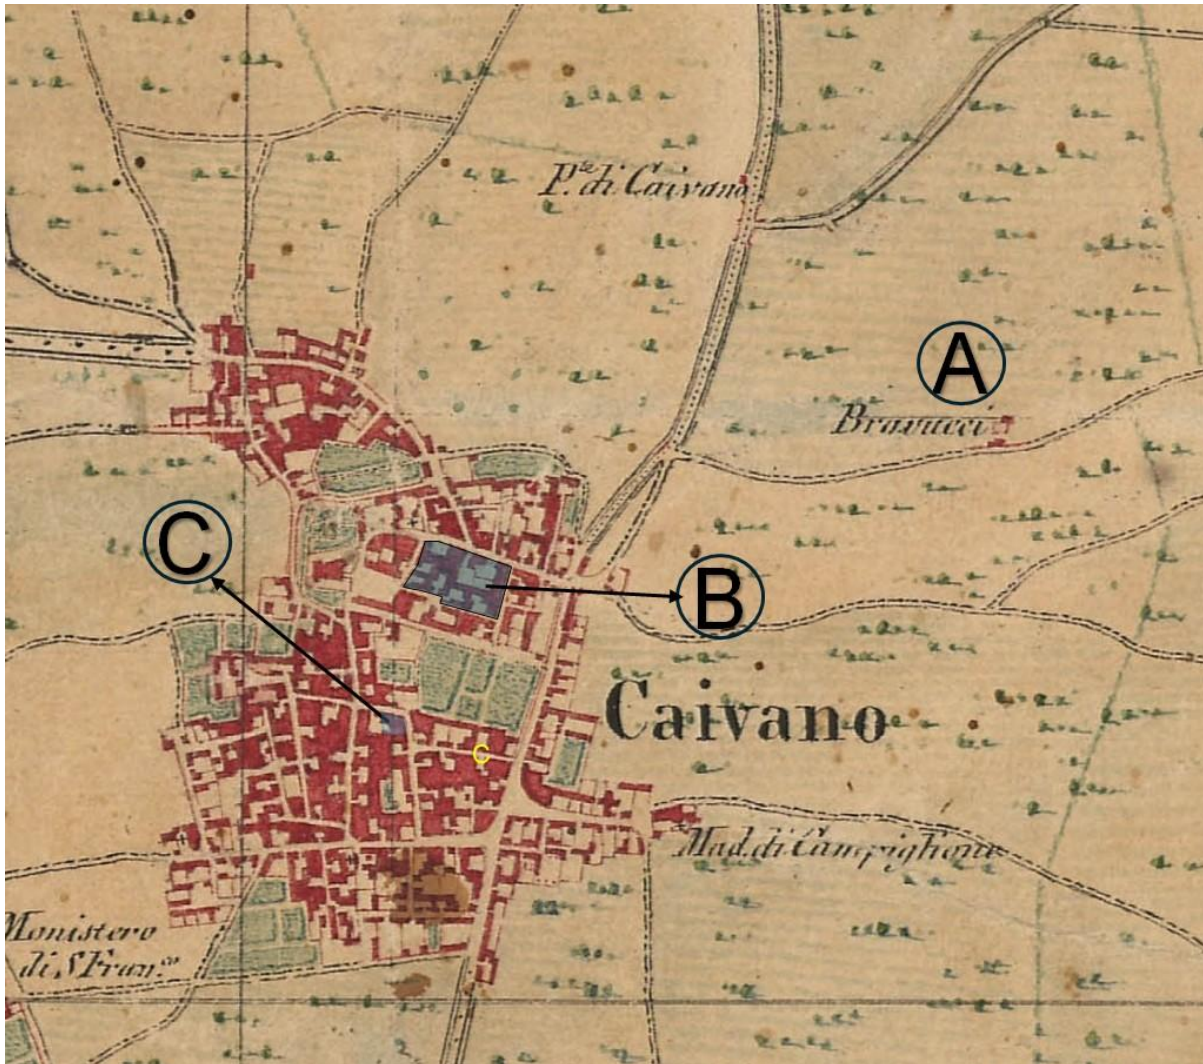 P.te di Caivano
A
Bravucci
C
B
Caivano
C
Mad. di Campiglione
Monistero
di S Fran.co